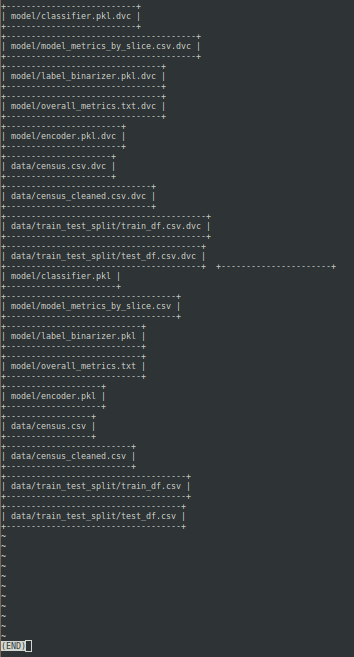 +--------------------------+
| model/classifier.pkl.dvc |
+--------------------------+
+--------------------------------------+
| model/model_metrics_by_slice.csv.dvc |
+--------------------------------------+
+-------------------------------+
| model/label_binarizer.pkl.dvc |
+-------------------------------+
+-------------------------------+
| model/overall_metrics.txt.dvc |
+-------------------------------+
+-----------------------+
| model/encoder.pkl.dvc |
+-----------------------+
+---------------------+
| data/census.csv.dvc |
+---------------------+
+-----------------------------+
| data/census_cleaned.csv.dvc |
+-----------------------------+
+----------------------------------------+
| data/train_test_split/train_df.csv.dvc |
+----------------------------------------+
+---------------------------------------+
| data/train_test_split/test_df.csv.dvc |
+---------------------------------------+  +----------------------+
| model/classifier.pkl |
+----------------------+
+----------------------------------+
| model/model_metrics_by_slice.csv |
+----------------------------------+
+---------------------------+
| model/label_binarizer.pkl |
+---------------------------+
+---------------------------+
| model/overall_metrics.txt |
+---------------------------+
+-------------------+
| model/encoder.pkl |
+-------------------+
+-----------------+
| data/census.csv |
+-----------------+
+-------------------------+
| data/census_cleaned.csv |
+-------------------------+
+------------------------------------+
| data/train_test_split/train_df.csv |
+------------------------------------+
+-----------------------------------+
| data/train_test_split/test_df.csv |
+-----------------------------------+
~
~
~
~
~
~
~
~
~
~
~
(END)